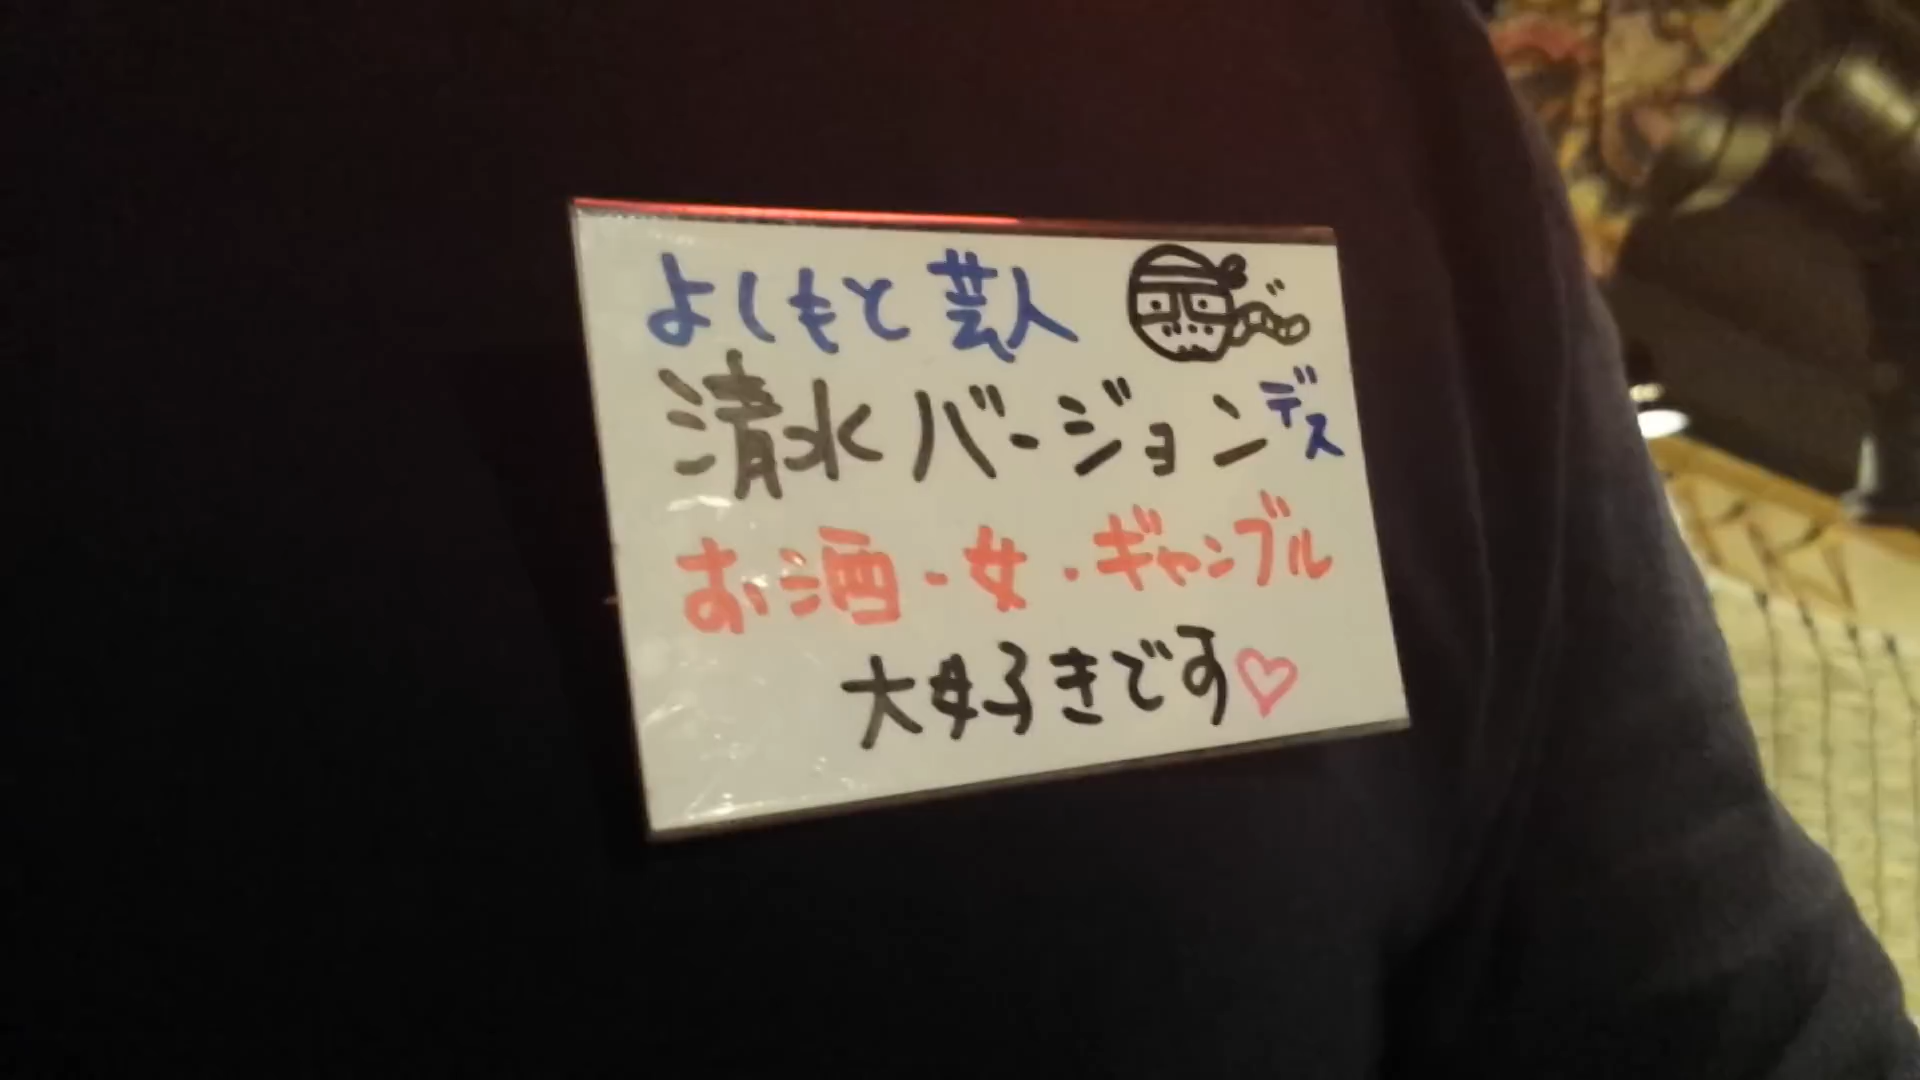 よしもと芸人
清水バージョンデス
お酒・女・ギャンブル
大好きです♡